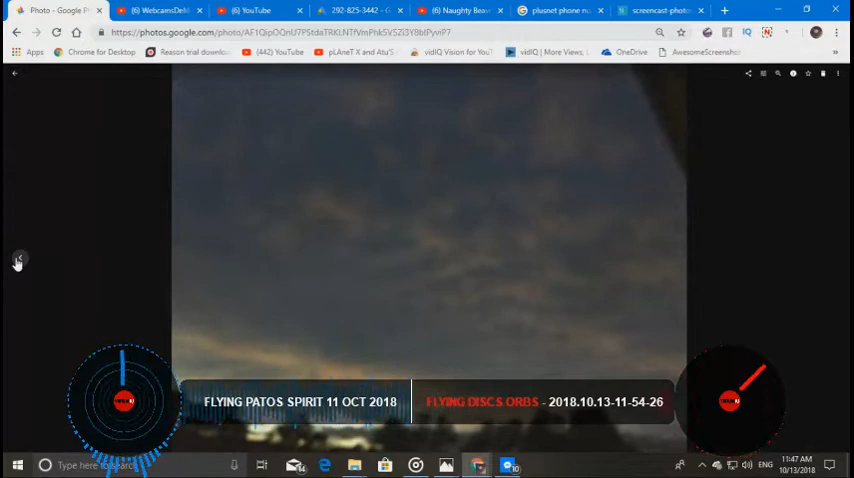 Photo - Google Ph
(6) WebcamsDeM
(6) YouTube
292-825-3442 - G
(6) Naughty Beav
plusnet phone nu
screencast-photo
https://photos.google.com/photo/
Apps
Chrome for Desktop
Reason trial downlo
(442) YouTube
pLAneT X and Atu'S
vidIQ Vision for YouT
vidIQ | More Views,
OneDrive
AwesomeScreenshot
FLYING PATOS SPIRIT 11 OCT 2018
FLYING DISCS ORBS - 2018.10.13-11-54-26
Type here to search
14
10
ENG
11:47 AM
10/13/2018